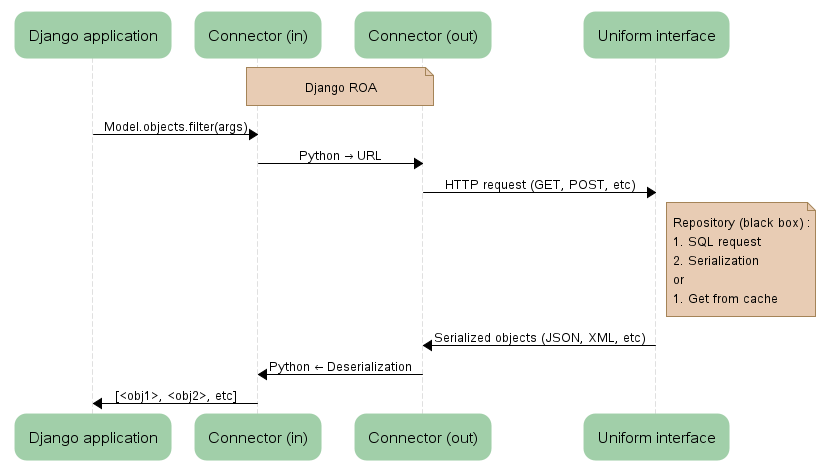 Django application
Connector (in)
Connector (out)
Uniform interface
Django ROA
Model.objects.filter(args)
Python → URL
HTTP request (GET, POST, etc)
Repository (black box) :
1. SQL request
2. Serialization
or
1. Get from cache
Serialized objects (JSON, XML, etc)
Python ← Deserialization
[<obj1>, <obj2>, etc]
Django application
Connector (in)
Connector (out)
Uniform interface